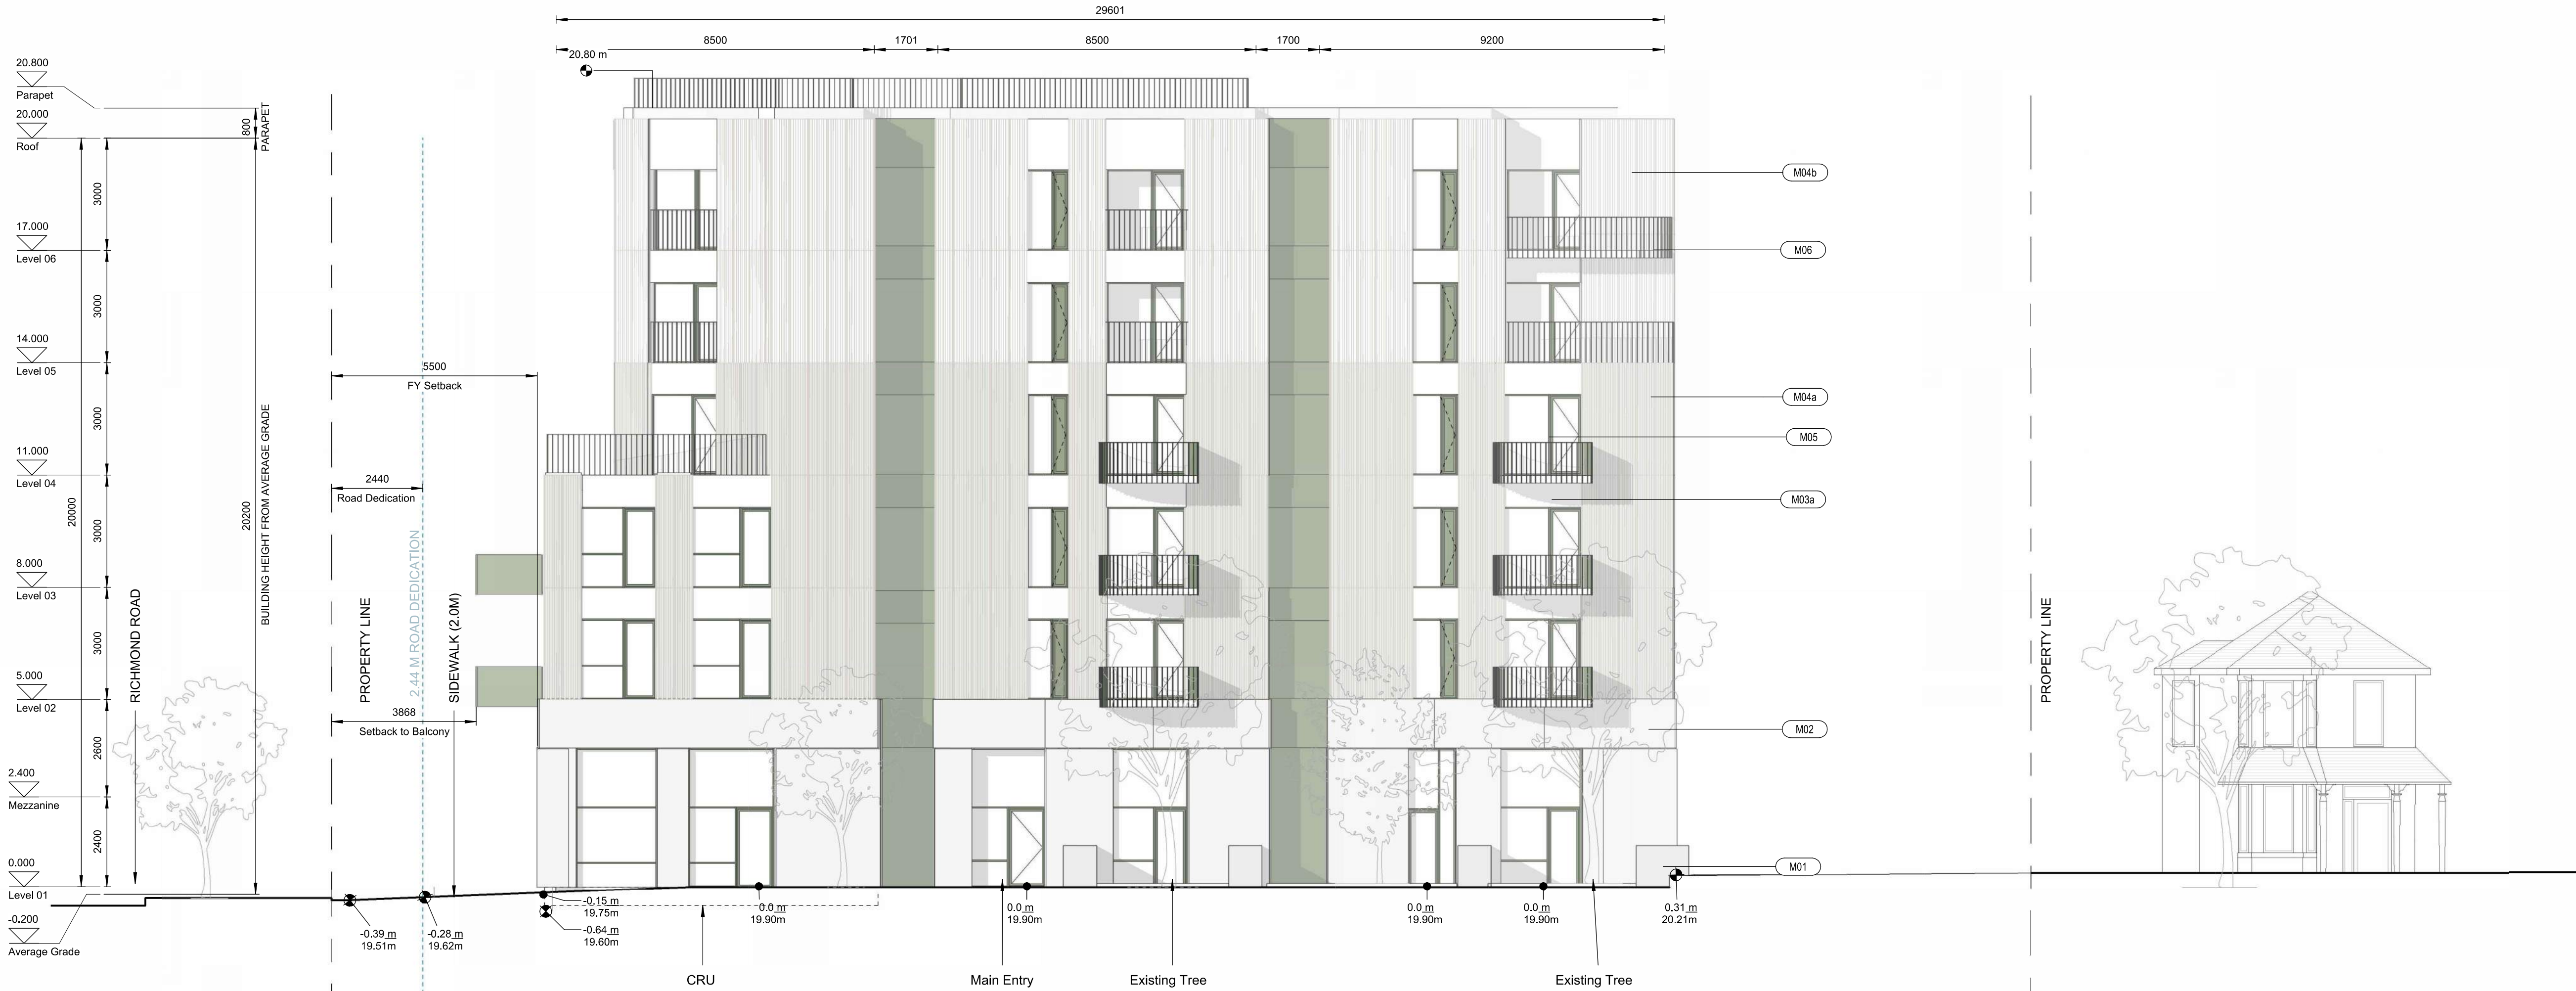 29601
8500
1701
8500
1700
9200
20.80 m
20.800
Parapet
20.000
Roof
800
PARAPET
3000
17.000
Level 06
3000
14.000
Level 05
3000
11.000
Level 04
3000
8.000
Level 03
3000
5.000
Level 02
2600
2.400
Mezzanine
2400
0.000
Level 01
-0.200
Average Grade
20000
20200
BUILDING HEIGHT FROM AVERAGE GRADE
RICHMOND ROAD
5500
FY Setback
2440
Road Dedication
PROPERTY LINE
2.44 M ROAD DEDICATION
SIDEWALK (2.0M)
3868
Setback to Balcony
M04b
M06
M04a
M05
M03a
M02
M01
PROPERTY LINE
-0.39 m
19.51m
-0.28 m
19.62m
-0.15 m
19.75m
-0.64 m
19.60m
0.0 m
19.90m
0.0 m
19.90m
0.0 m
19.90m
0.0 m
19.90m
0.31 m
20.21m
CRU
Main Entry
Existing Tree
Existing Tree